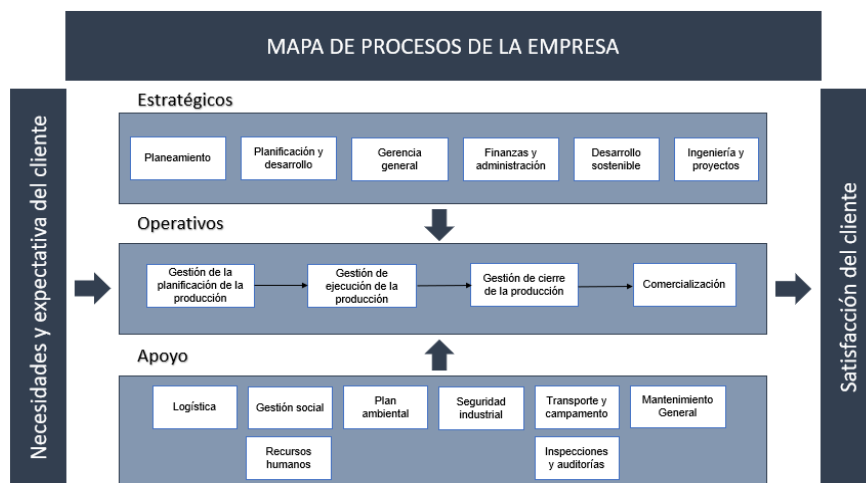 MAPA DE PROCESOS DE LA EMPRESA
Necesidades y expectativa del cliente
Estratégicos
Planeamiento
Planificación y
desarrollo
Gerencia
general
Finanzas y
administración
Desarrollo
sostenible
Ingeniería y
proyectos
Operativos
Gestión de la
planificación de la
producción
Gestión de
ejecución de la
producción
Gestión de cierre
de la producción
Comercialización
Apoyo
Logística
Gestión social
Plan
ambiental
Seguridad
industrial
Transporte y
campamento
Mantenimiento
General
Recursos
humanos
Inspecciones
y auditorías
Satisfacción del cliente